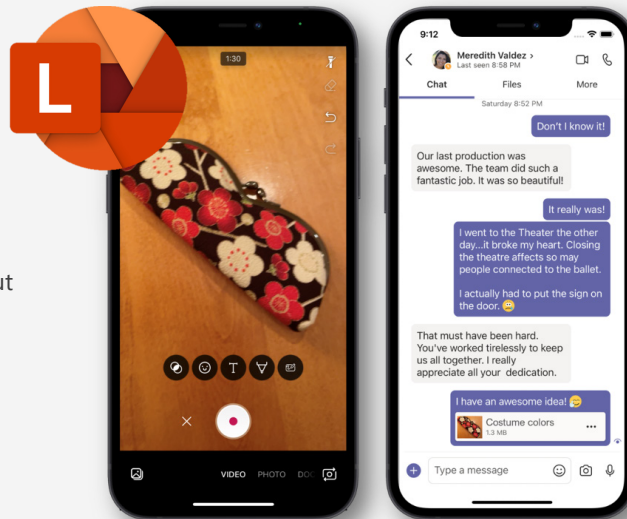 L
ut
1:30
T
VIDEO PHOTO DOC
9:12
Meredith Valdez >
Last seen 8:58 PM
Chat Files More
Saturday 8:52 PM
Don't I know it!
Our last production was
awesome. The team did such a
fantastic job. It was so beautiful!
It really was!
I went to the Theater the other
day...it broke my heart. Closing
the theatre affects so may
people connected to the ballet.
I actually had to put the sign on
the door.
That must have been hard.
You've worked tirelessly to keep
us all together. I really
appreciate all your dedication.
I have an awesome idea!
Costume colors
1.3 MB
Type a message